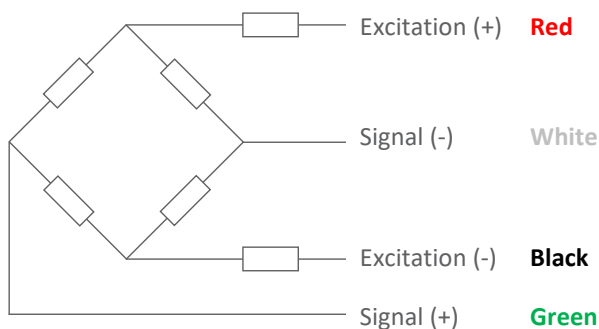 Excitation (+) Red
Signal (-) White
Excitation (-) Black
Signal (+) Green